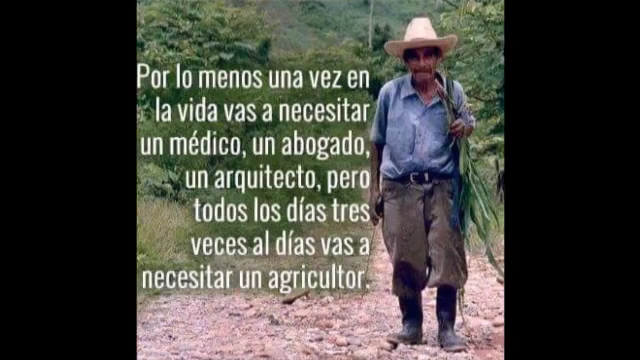 Por lo menos una vez en
la vida vas a necesitar
un médico, un abogado,
un arquitecto, pero
todos los días tres
veces al días vas a
necesitar un agricultor.